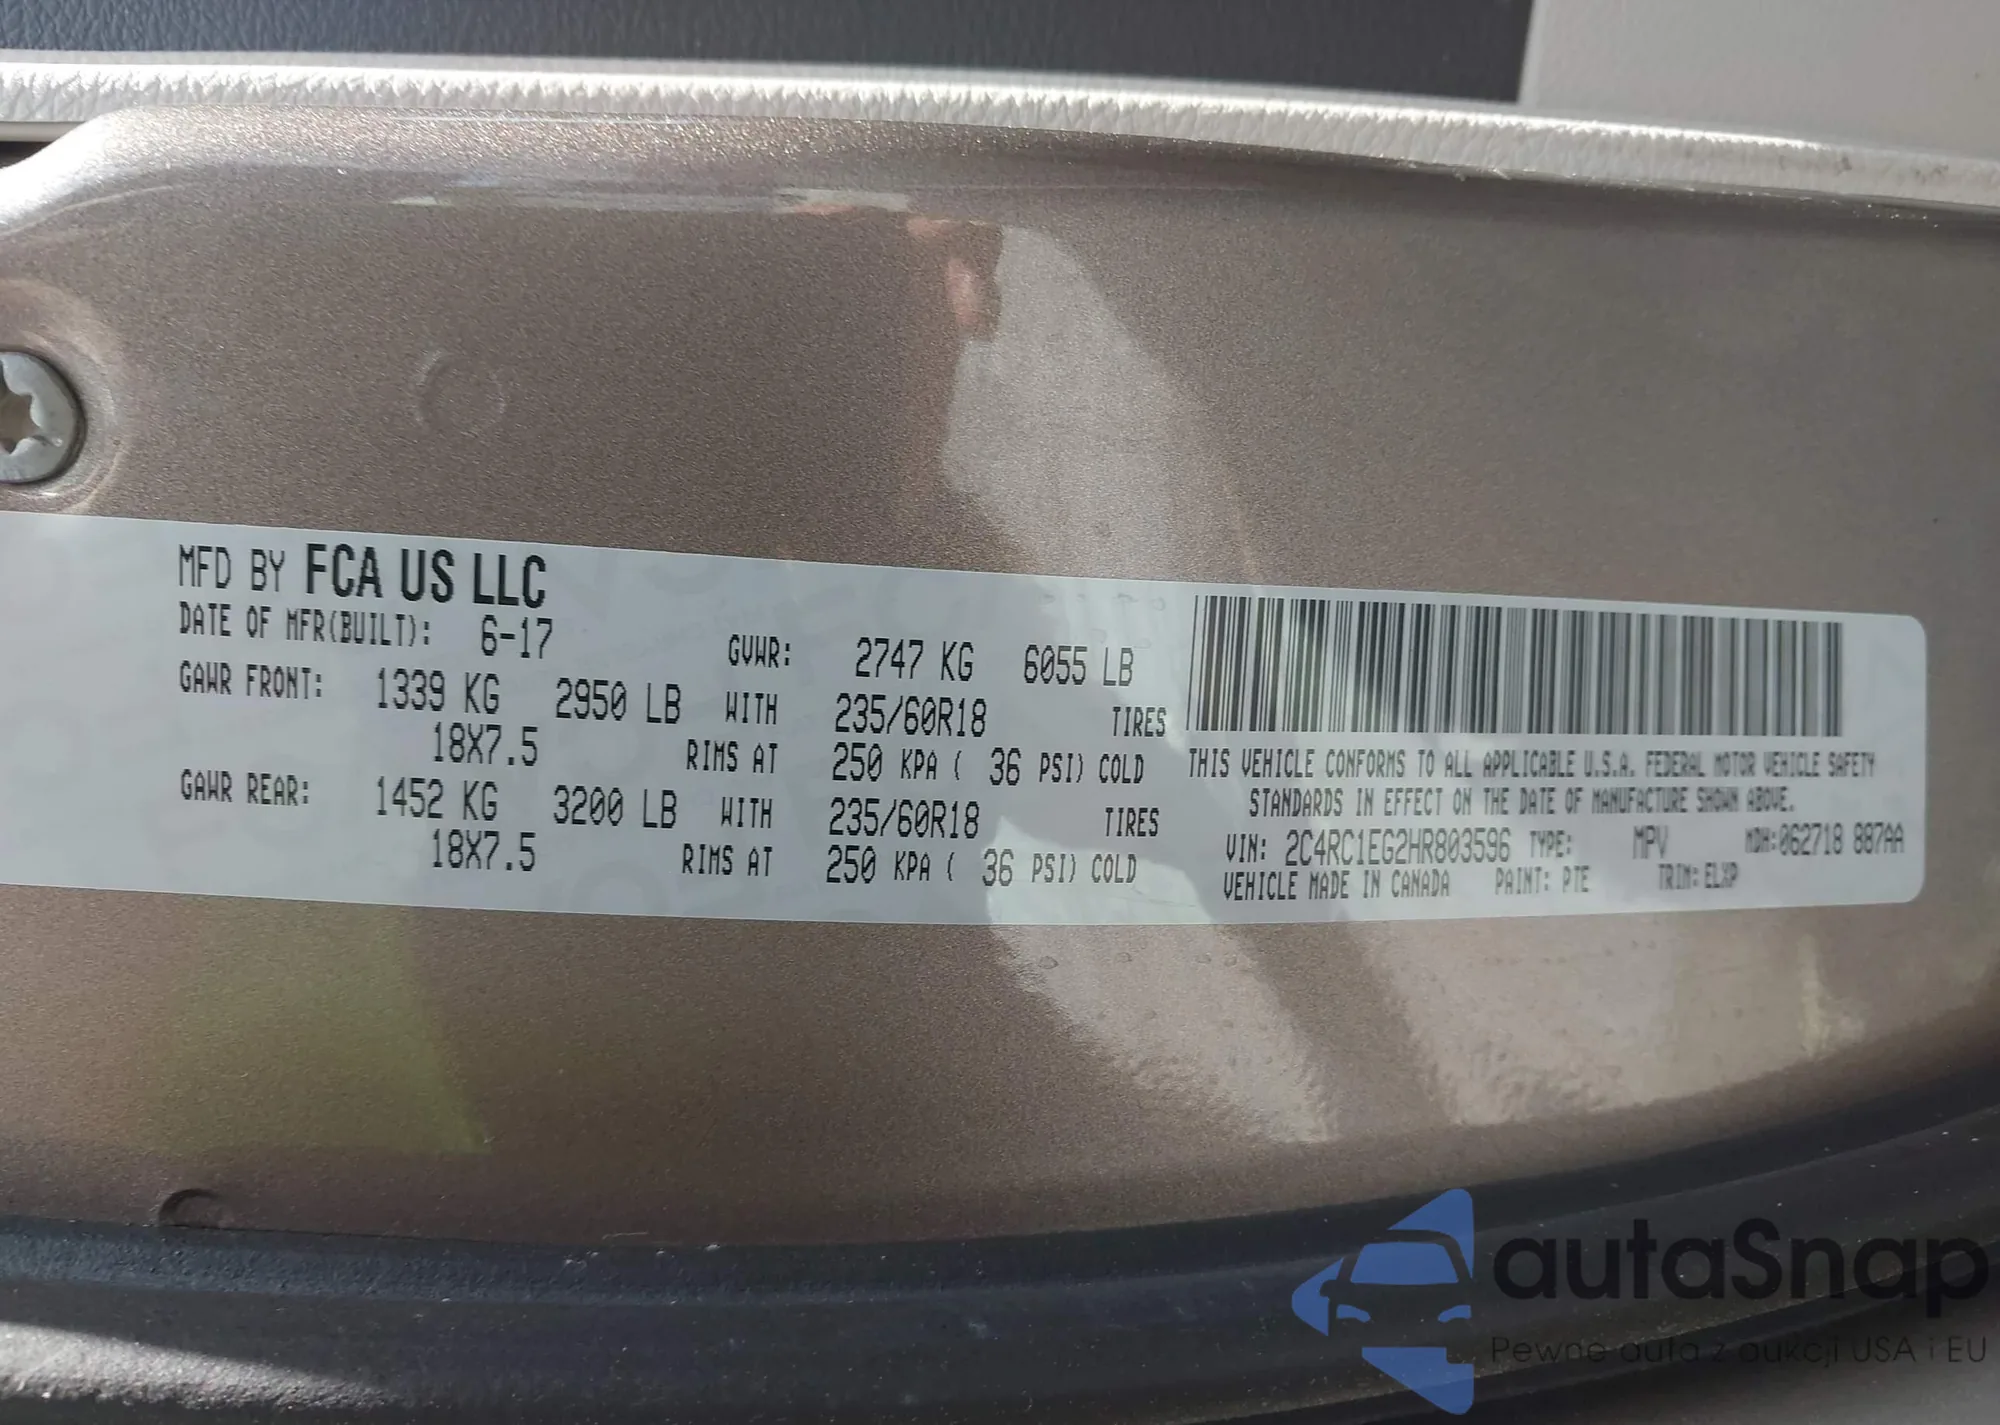 MFD BY FCA US LLC
DATE OF MFR(BUILT): 6-17 GVWR: 2747 KG 6055 LB
GAWR FRONT: 1339 KG 2950 LB WITH 235/60R18 TIRES
18X7.5 RIMS AT 250 KPA ( 36 PSI) COLD
GAWR REAR: 1452 KG 3200 LB WITH 235/60R18 TIRES
18X7.5 RIMS AT 250 KPA ( 36 PSI) COLD
THIS VEHICLE CONFORMS TO ALL APPLICABLE U.S.A. FEDERAL MOTOR VEHICLE SAFETY
STANDARDS IN EFFECT ON THE DATE OF MANUFACTURE SHOWN ABOVE.
VIN: 2C4RC1EG2HR803596 TYPE: MPV MDH:062718 887AA
VEHICLE MADE IN CANADA PAINT: PTE TRIM: ELXP
autaSnap
Pewne auta z aukcji USA i EU